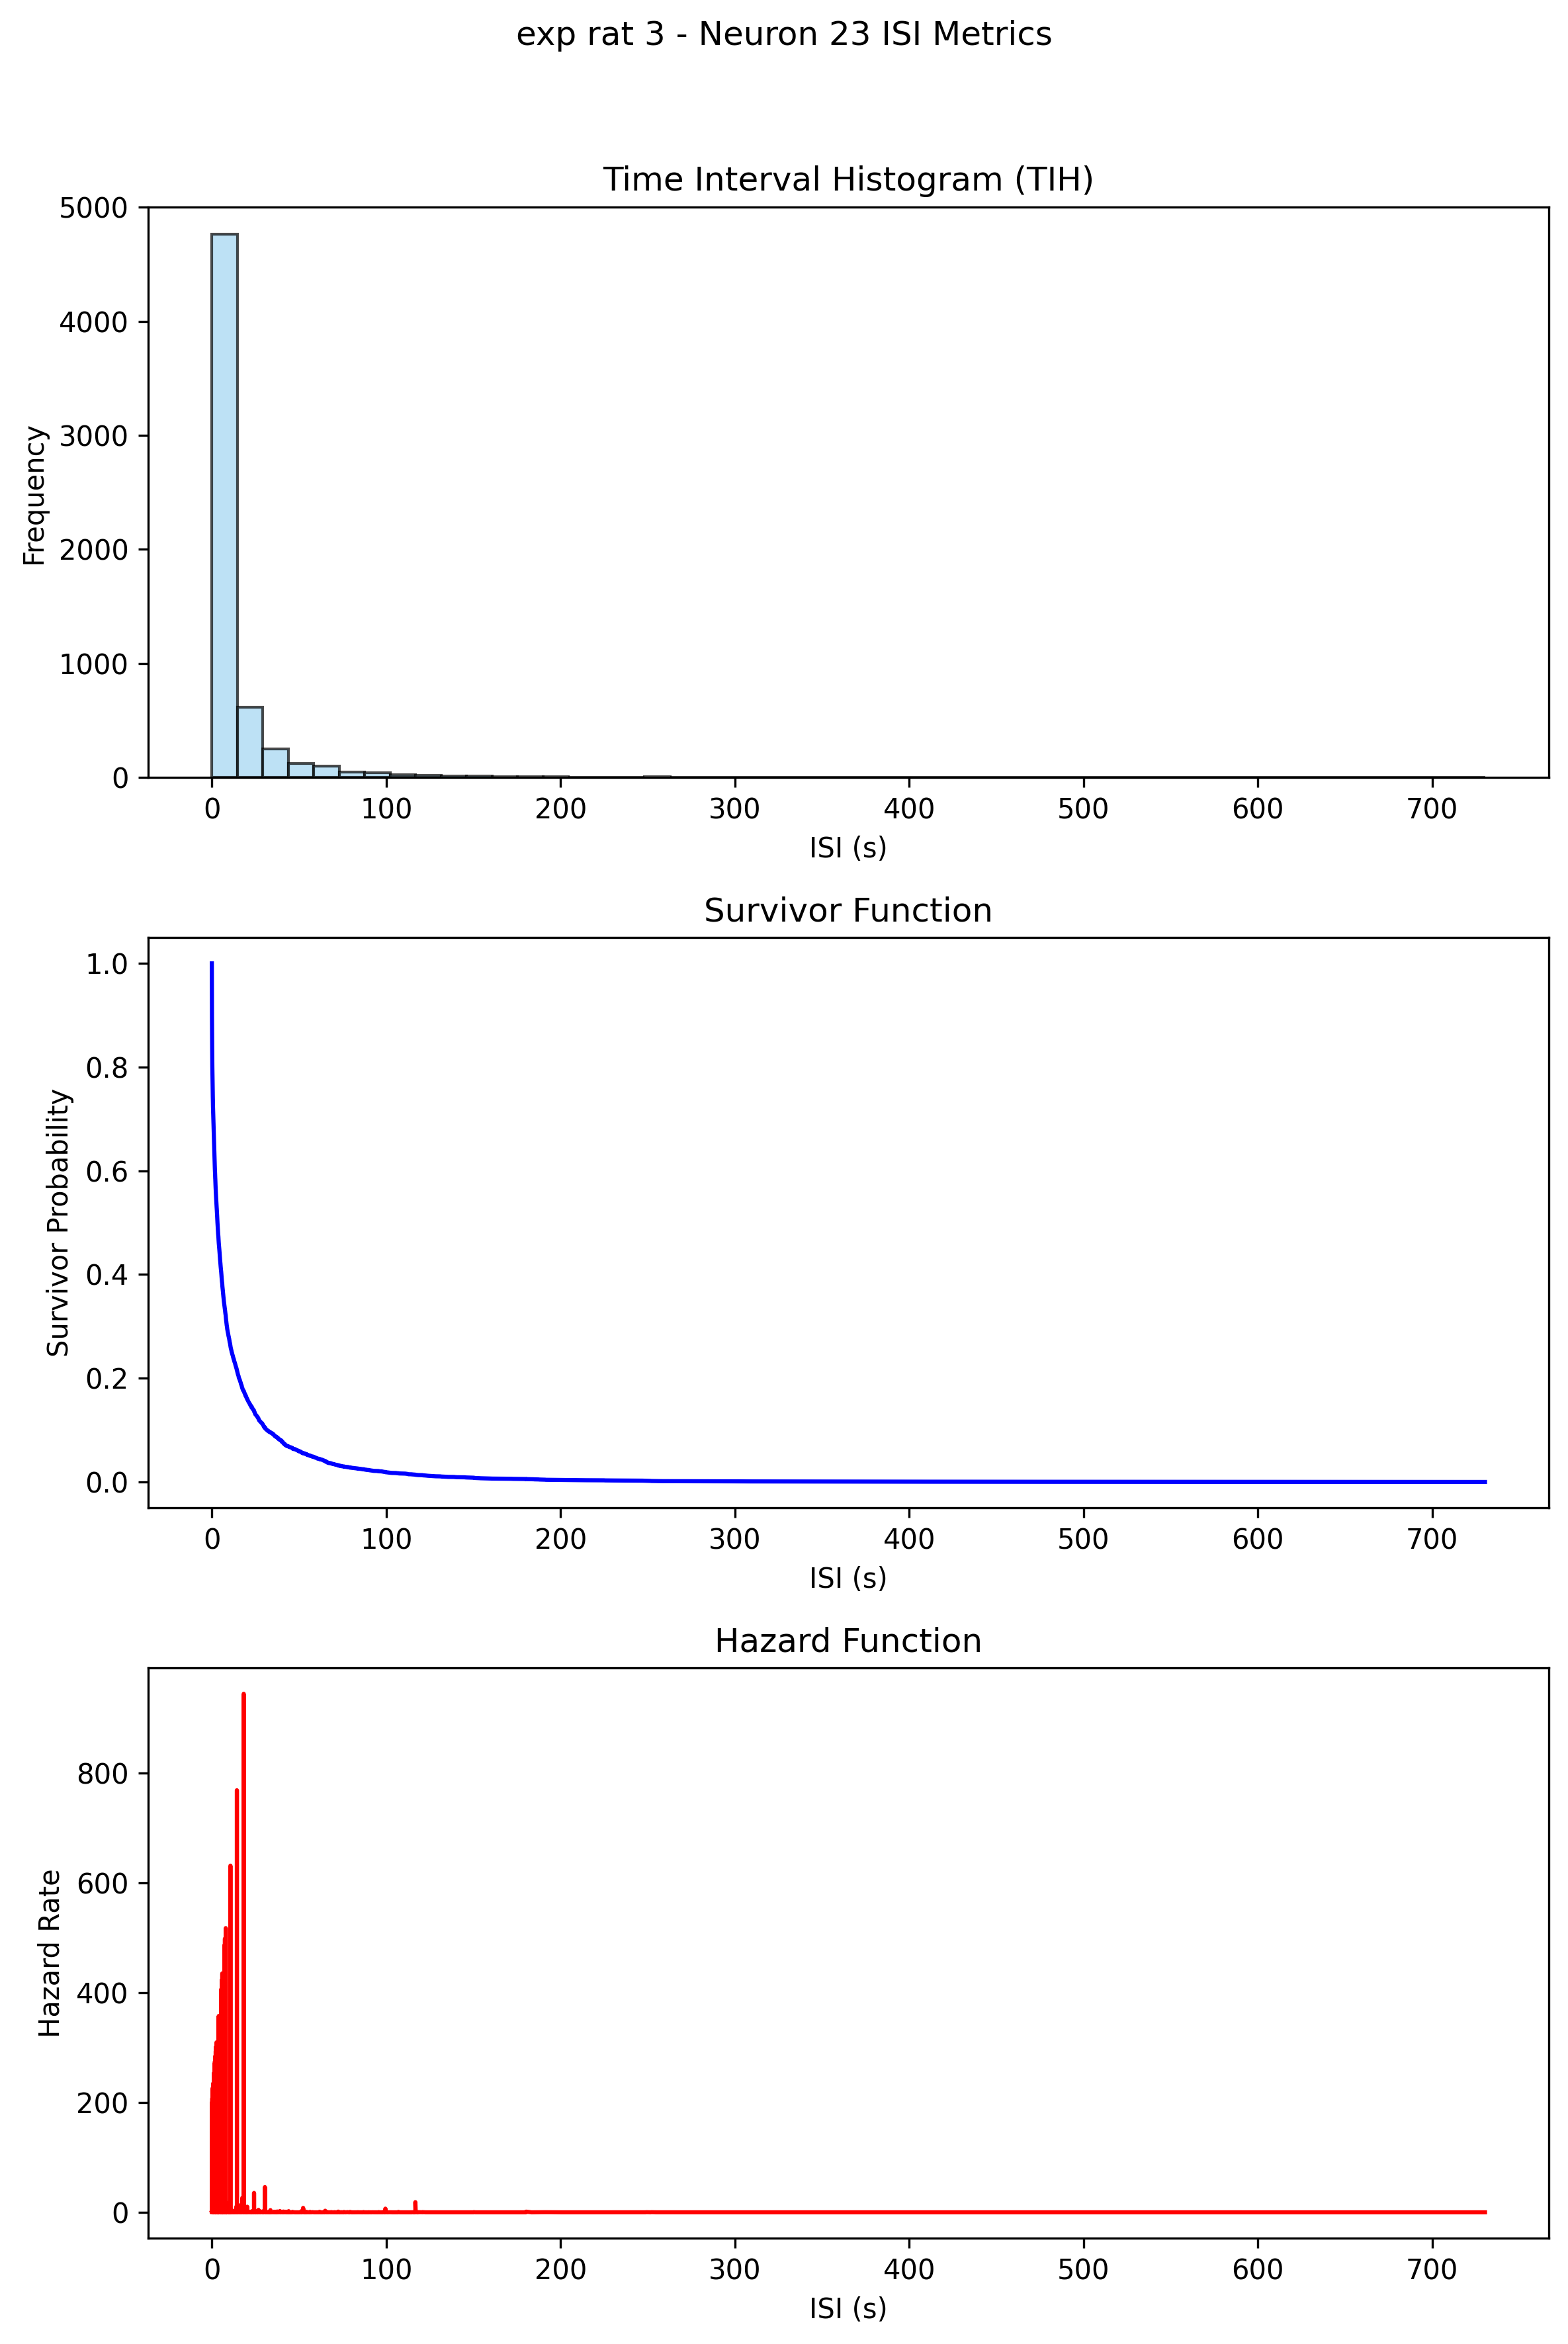 exp rat 3 - Neuron 23 ISI Metrics
Time Interval Histogram (TIH)
5000
4000
3000
2000
1000
0
Frequency
0 100 200 300 400 500 600 700
ISI (s)
Survivor Function
1.0
0.8
0.6
0.4
0.2
0.0
Survivor Probability
0 100 200 300 400 500 600 700
ISI (s)
Hazard Function
800
600
400
200
0
Hazard Rate
0 100 200 300 400 500 600 700
ISI (s)